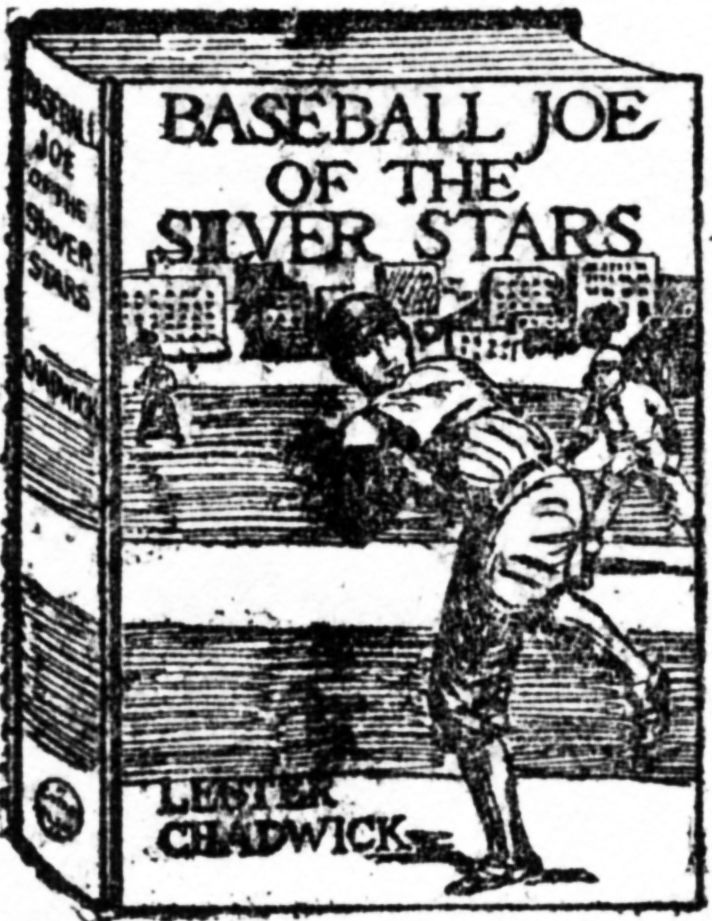 BASEBALL JOE
OF THE
SILVER STARS
LESTER
CHADWICK
BASEBALL
JOE
OF THE
SILVER
STARS
CHADWICK